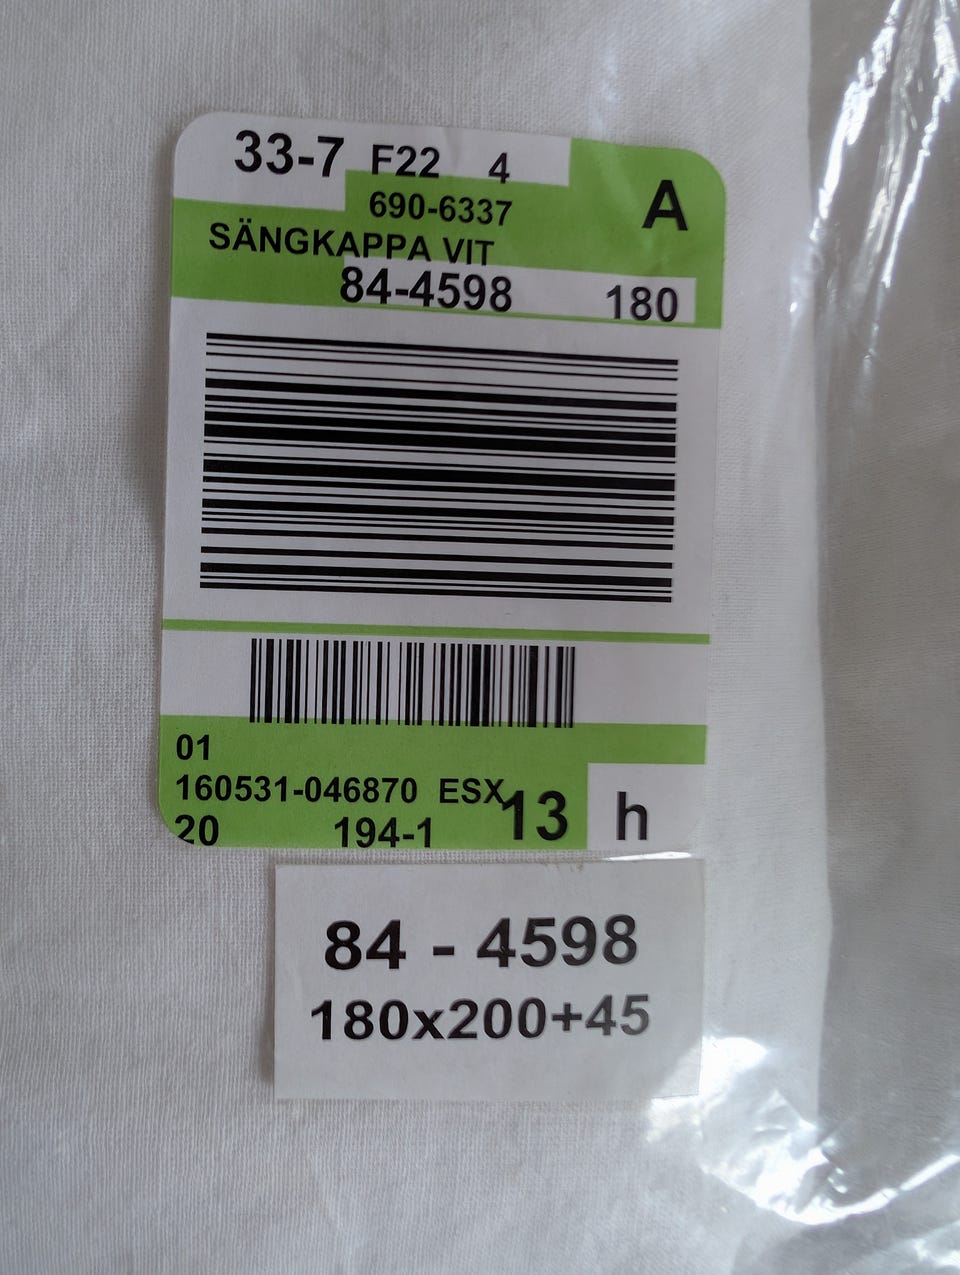 33-7 F22 4
690-6337 A
SÄNGKAPPA VIT
84-4598 180
01
160531-046870 ESX
20 194-1 13 h
84 - 4598
180x200+45